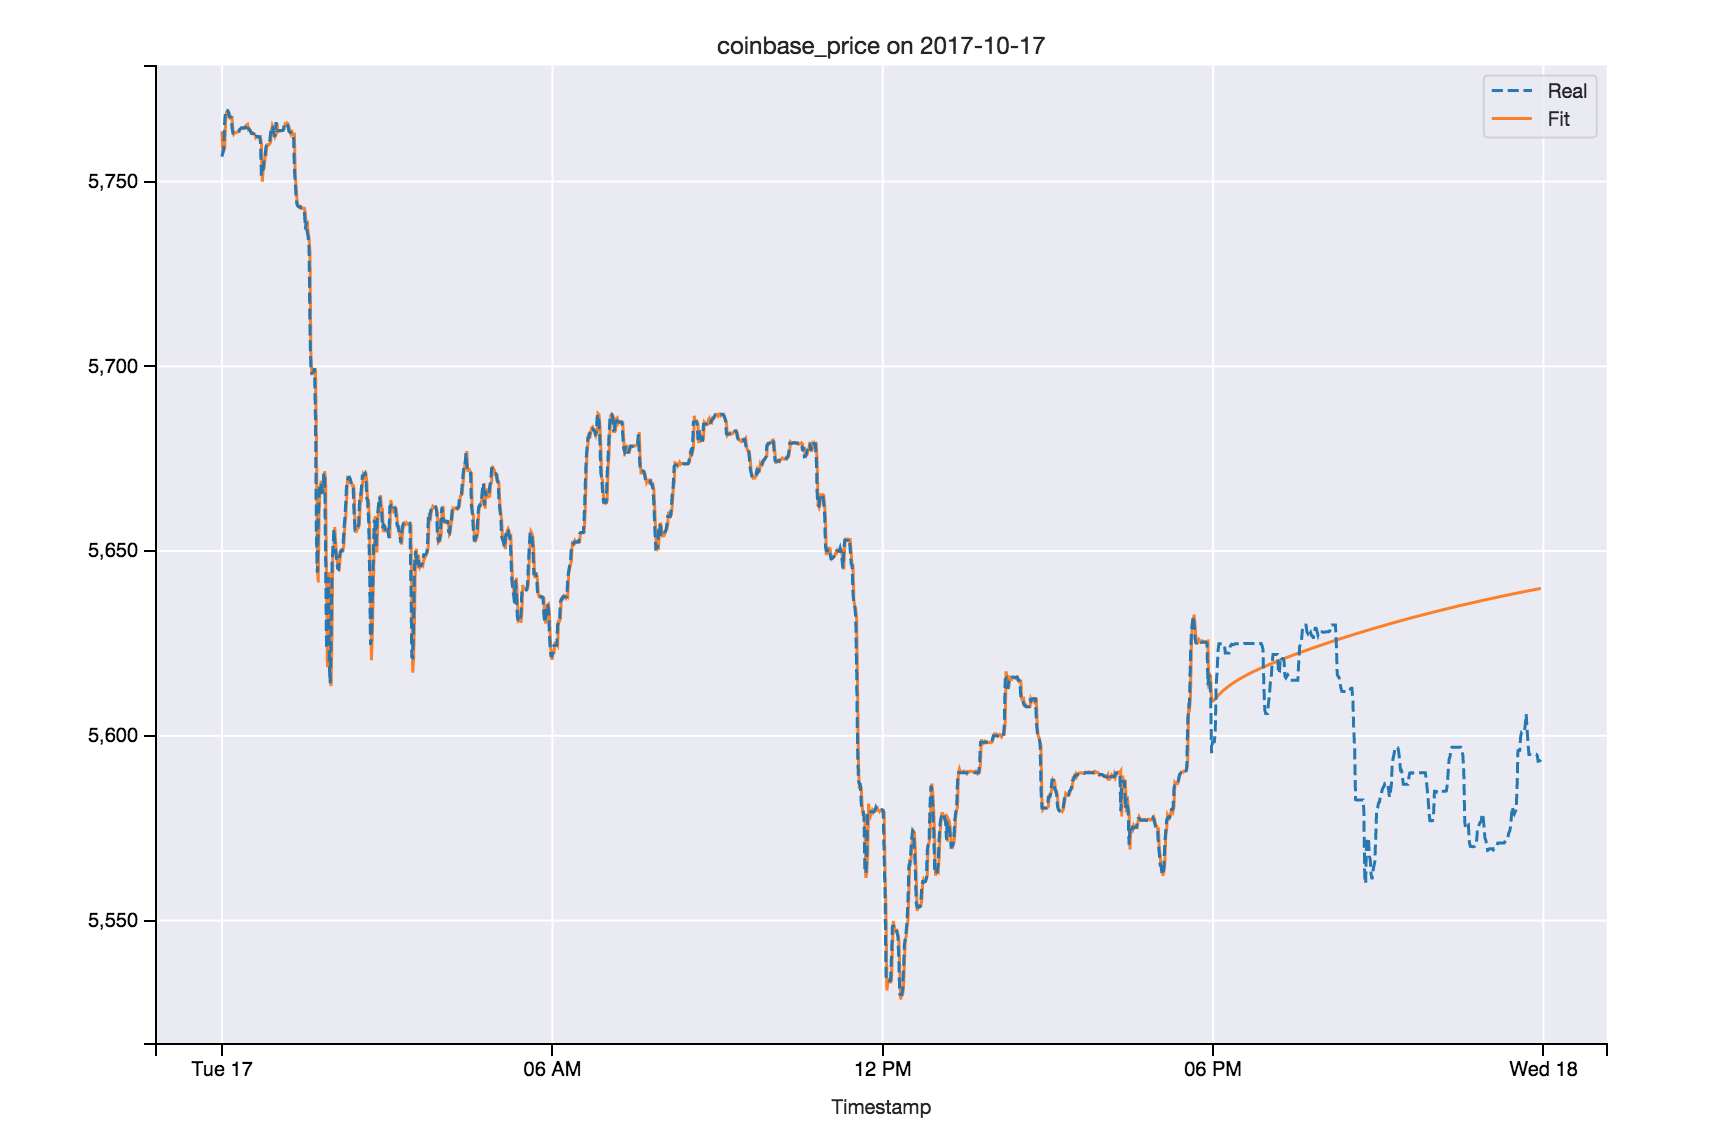 coinbase_price on 2017-10-17
Real
Fit
5,750
5,700
5,650
5,600
5,550
Tue 17 06 AM 12 PM 06 PM Wed 18
Timestamp